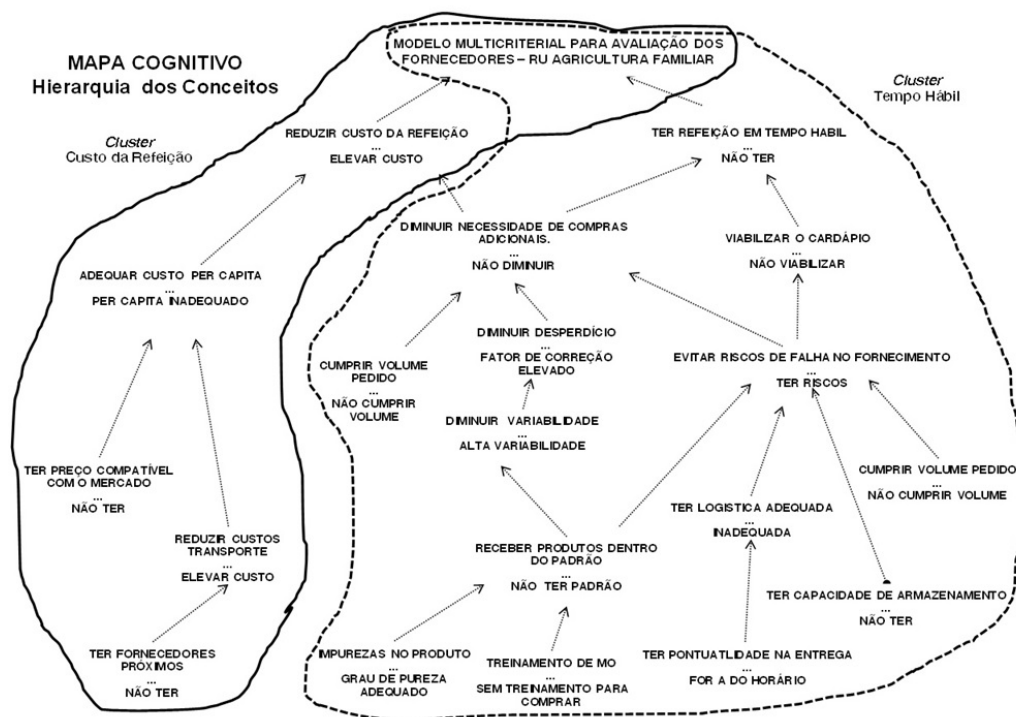 MAPA COGNITIVO
Hierarquia dos Conceitos
MODELO MULTICRITERIAL PARA AVALIAÇÃO DOS
FORNECEDORES – RU AGRICULTURA FAMILIAR
Cluster
Tempo Hábil
Cluster
Custo da Refeição
REDUZIR CUSTO DA REFEIÇÃO
...
ELEVAR CUSTO
TER REFEIÇÃO EM TEMPO HABIL
...
NÃO TER
DIMINUIR NECESSIDADE DE COMPRAS
ADICIONAIS.
...
NÃO DIMINUIR
VIABILIZAR O CARDÁPIO
...
NÃO VIABILIZAR
ADEQUAR CUSTO PER CAPITA
...
PER CAPITA INADEQUADO
DIMINUIR DESPERDÍCIO
...
FATOR DE CORREÇÃO
ELEVADO
CUMPRIR VOLUME
PEDIDO
...
NÃO CUMPRIR
VOLUME
EVITAR RISCOS DE FALHA NO FORNECIMENTO
...
TER RISCOS
DIMINUIR VARIABILIDADE
...
ALTA VARIABILIDADE
TER PREÇO COMPATÍVEL
COM O MERCADO
...
NÃO TER
CUMPRIR VOLUME PEDIDO
...
NÃO CUMPRIR VOLUME
TER LOGISTICA ADEQUADA
...
INADEQUADA
REDUZIR CUSTOS
TRANSPORTE
...
ELEVAR CUSTO
RECEBER PRODUTOS DENTRO
DO PADRÃO
...
NÃO TER PADRÃO
TER CAPACIDADE DE ARMAZENAMENTO
...
NÃO TER
TER FORNECEDORES
PRÓXIMOS
...
NÃO TER
IMPUREZAS NO PRODUTO
...
GRAU DE PUREZA
ADEQUADO
TREINAMENTO DE MO
...
SEM TREINAMENTO PARA
COMPRAR
TER PONTUATLIDADE NA ENTREGA
...
FOR A DO HORÁRIO